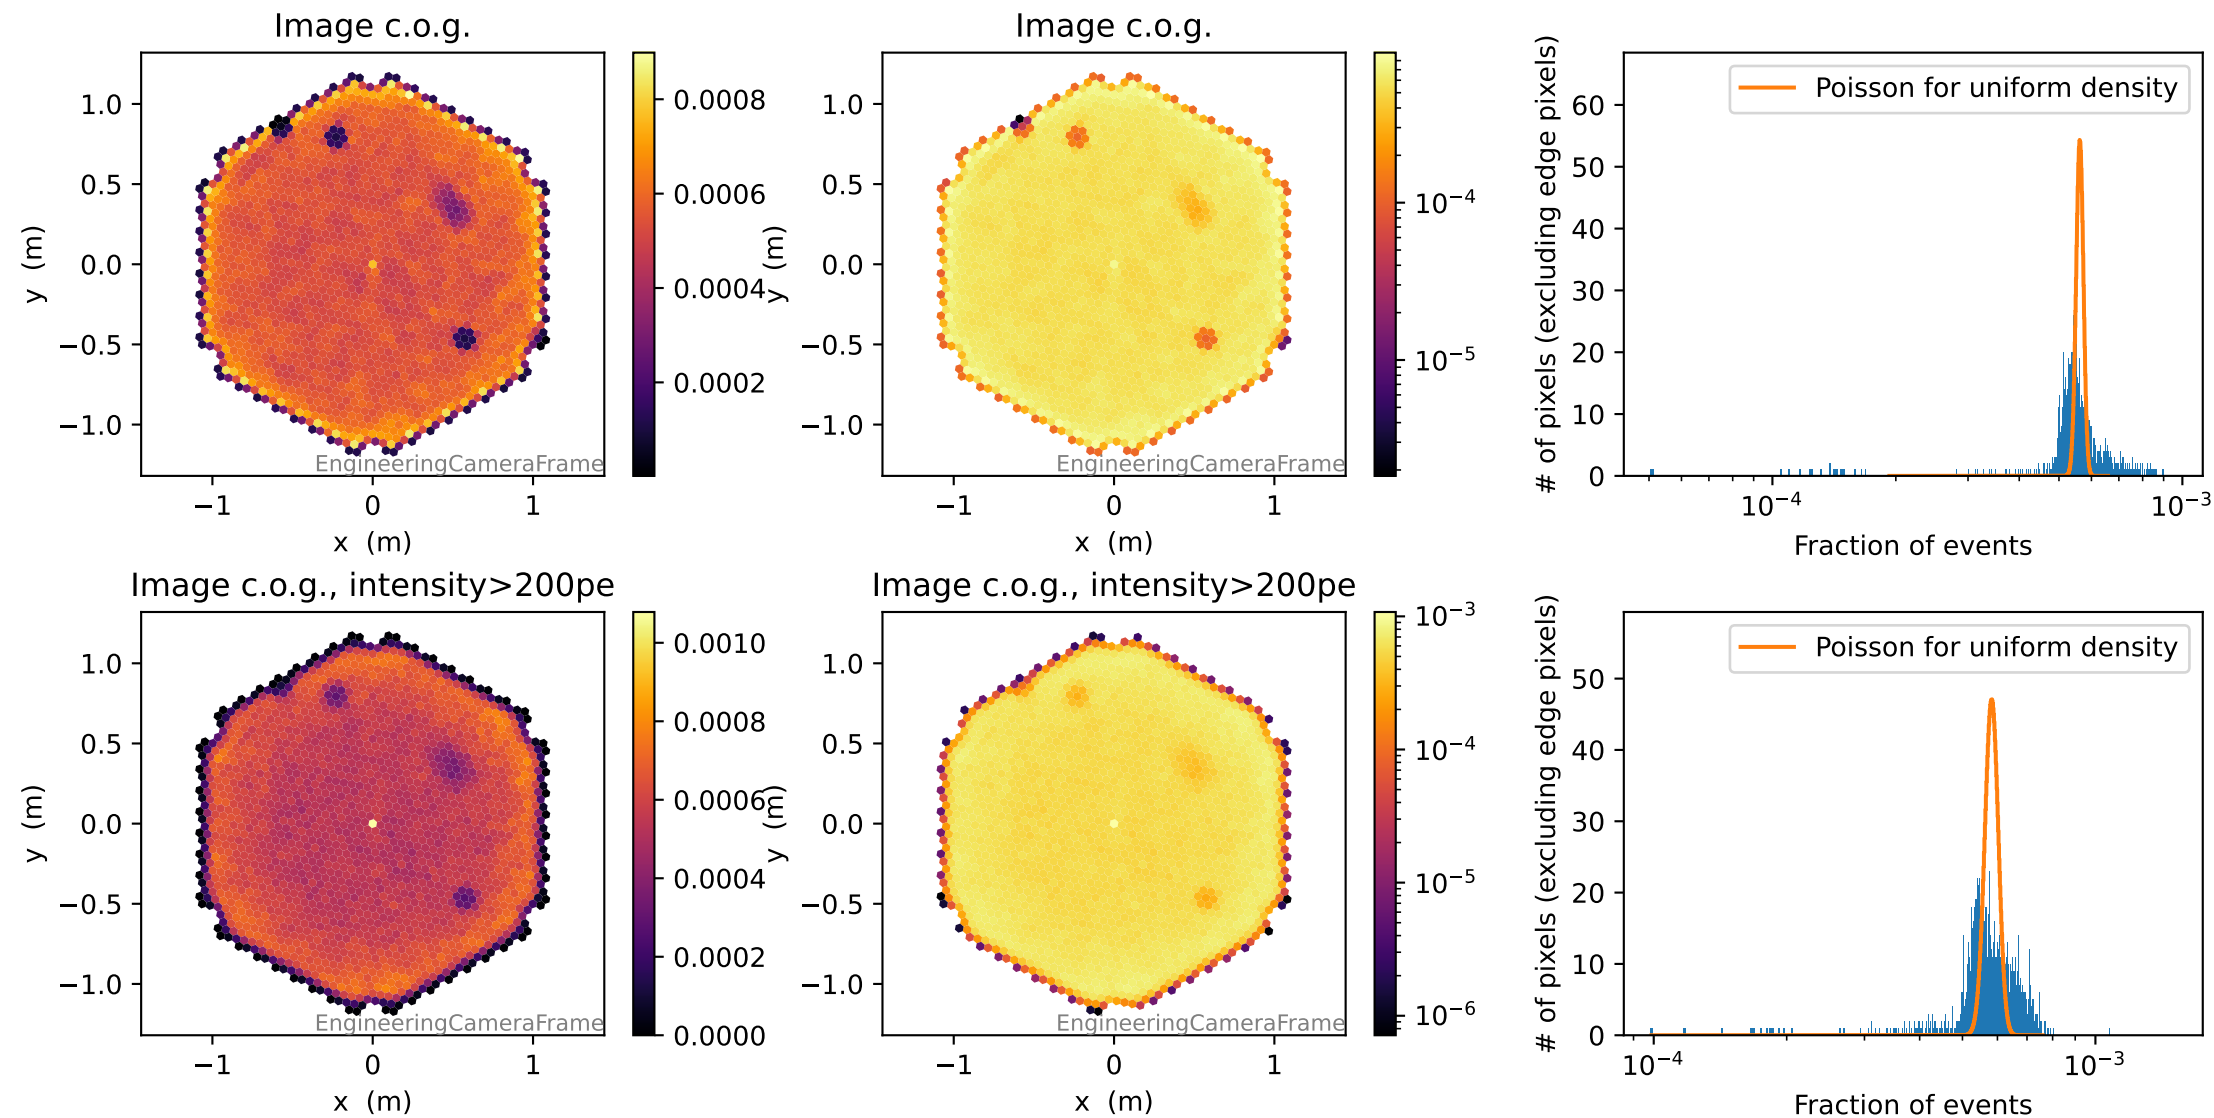 Image c.o.g.
y (m)
1.0
0.5
0.0
−0.5
−1.0
EngineeringCameraFrame
−1 0 1
x (m)
0.0008
0.0006
0.0004
0.0002
Image c.o.g.
y (m)
1.0
0.5
0.0
−0.5
−1.0
EngineeringCameraFrame
−1 0 1
x (m)
10⁻⁴
10⁻⁵
# of pixels (excluding edge pixels)
60
50
40
30
20
10
0
Poisson for uniform density
10⁻⁴ 10⁻³
Fraction of events
Image c.o.g., intensity>200pe
y (m)
1.0
0.5
0.0
−0.5
−1.0
EngineeringCameraFrame
−1 0 1
x (m)
0.0010
0.0008
0.0006
0.0004
0.0002
0.0000
Image c.o.g., intensity>200pe
y (m)
1.0
0.5
0.0
−0.5
−1.0
EngineeringCameraFrame
−1 0 1
x (m)
10⁻³
10⁻⁴
10⁻⁵
10⁻⁶
# of pixels (excluding edge pixels)
50
40
30
20
10
0
Poisson for uniform density
10⁻⁴ 10⁻³
Fraction of events